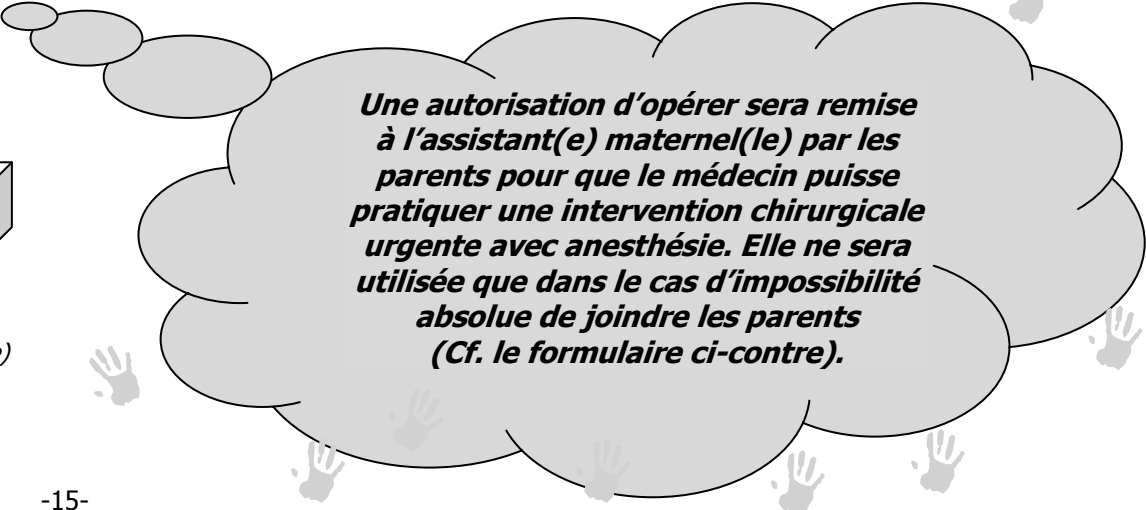 Une autorisation d’opérer sera remise
à l’assistant(e) maternel(le) par les
parents pour que le médecin puisse
pratiquer une intervention chirurgicale
urgente avec anesthésie. Elle ne sera
utilisée que dans le cas d’impossibilité
absolue de joindre les parents
(Cf. le formulaire ci-contre).
-15-